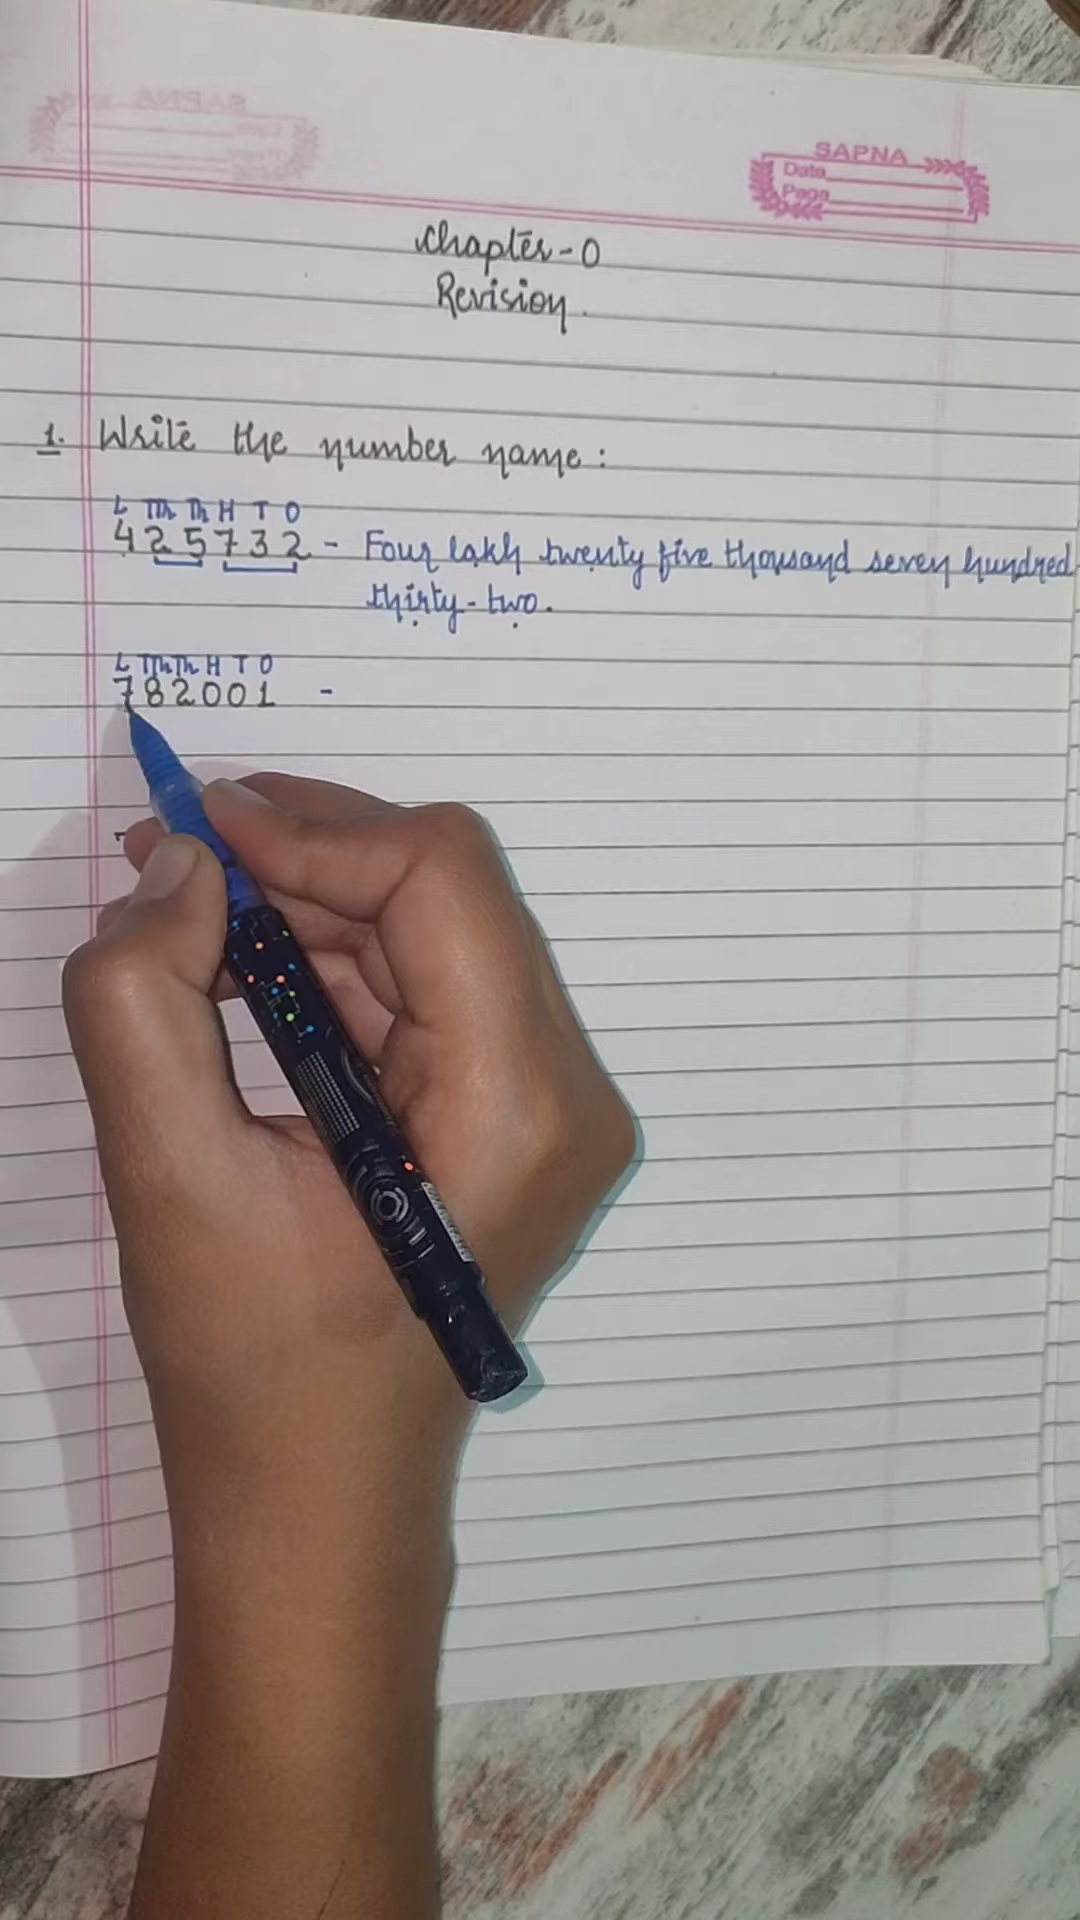 SAPNA
Date
Page
Chapter-0
Revision.
1. Write the number name:
L TTh Th H T O
425732 - Four lakh twenty five thousand seven hundred
thirty-two.
L TTh Th H T O
782001 -